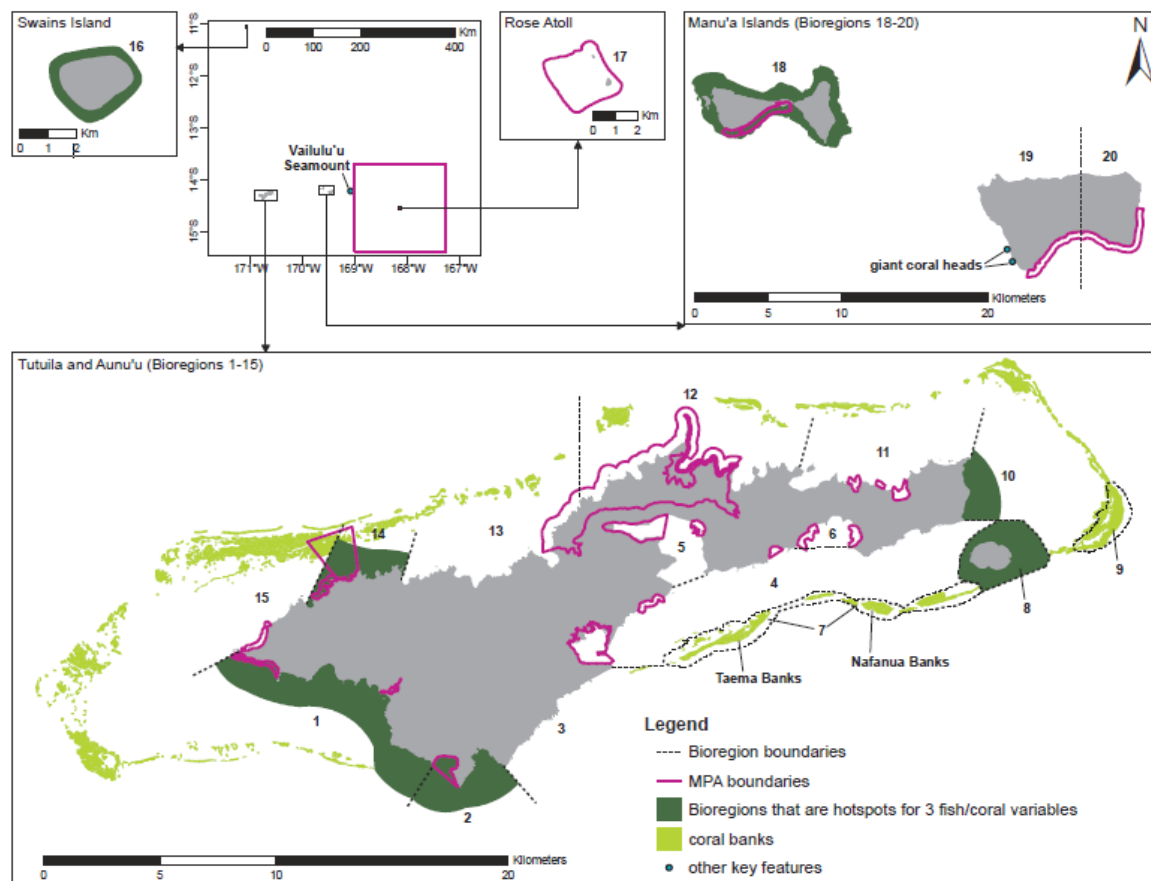 Swains Island
16
0 1 2 Km
11°S
12°S
13°S
14°S
15°S
171°W 170°W 169°W 168°W 167°W
Km
0 100 200 400
Vailulu'u
Seamount
Rose Atoll
17
Km
0 1 2
Manu'a Islands (Bioregions 18-20)
N
18
19 20
giant coral heads
Kilometers
0 5 10 20
Tutuila and Aunu'u (Bioregions 1-15)
12
11
10
13
14
5
6
9
4
15
8
7
Nafanua Banks
Taema Banks
1
3
2
Legend
Bioregion boundaries
MPA boundaries
Bioregions that are hotspots for 3 fish/coral variables
coral banks
other key features
Kilometers
0 5 10 20